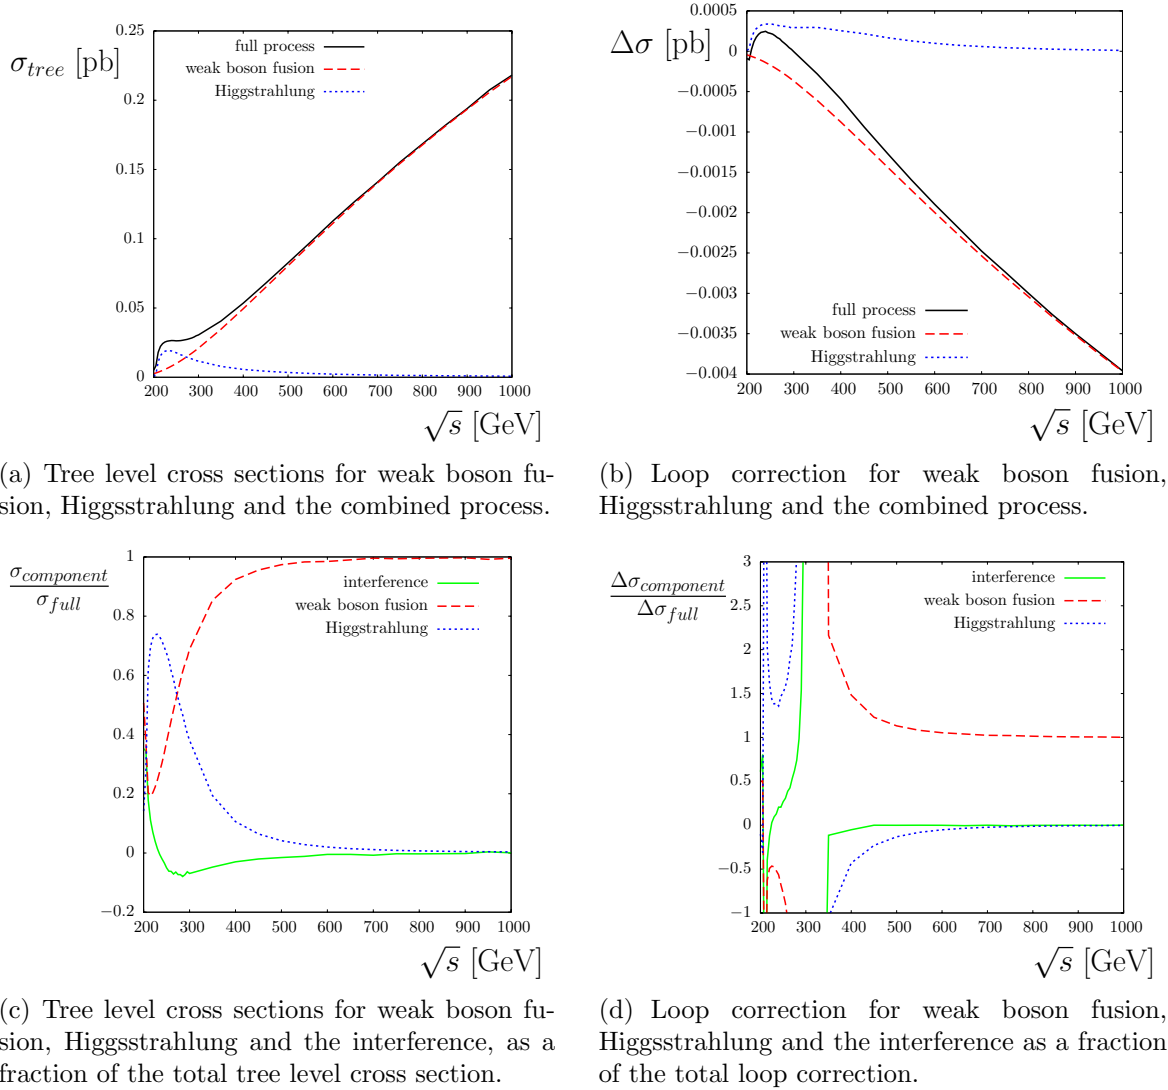 σ_tree [pb]
0.25
0.2
0.15
0.1
0.05
0
full process
weak boson fusion
Higgstrahlung
200 300 400 500 600 700 800 900 1000
√s [GeV]
(a) Tree level cross sections for weak boson fu-
sion, Higgsstrahlung and the combined process.
Δσ [pb]
0.0005
0
−0.0005
−0.001
−0.0015
−0.002
−0.0025
−0.003
−0.0035
−0.004
full process
weak boson fusion
Higgstrahlung
200 300 400 500 600 700 800 900 1000
√s [GeV]
(b) Loop correction for weak boson fusion,
Higgsstrahlung and the combined process.
σ_component
σ_full
1
0.8
0.6
0.4
0.2
0
−0.2
interference
weak boson fusion
Higgstrahlung
200 300 400 500 600 700 800 900 1000
√s [GeV]
(c) Tree level cross sections for weak boson fu-
sion, Higgsstrahlung and the interference, as a
fraction of the total tree level cross section.
Δσ_component
Δσ_full
3
2.5
2
1.5
1
0.5
0
−0.5
−1
interference
weak boson fusion
Higgstrahlung
200 300 400 500 600 700 800 900 1000
√s [GeV]
(d) Loop correction for weak boson fusion,
Higgsstrahlung and the interference as a fraction
of the total loop correction.